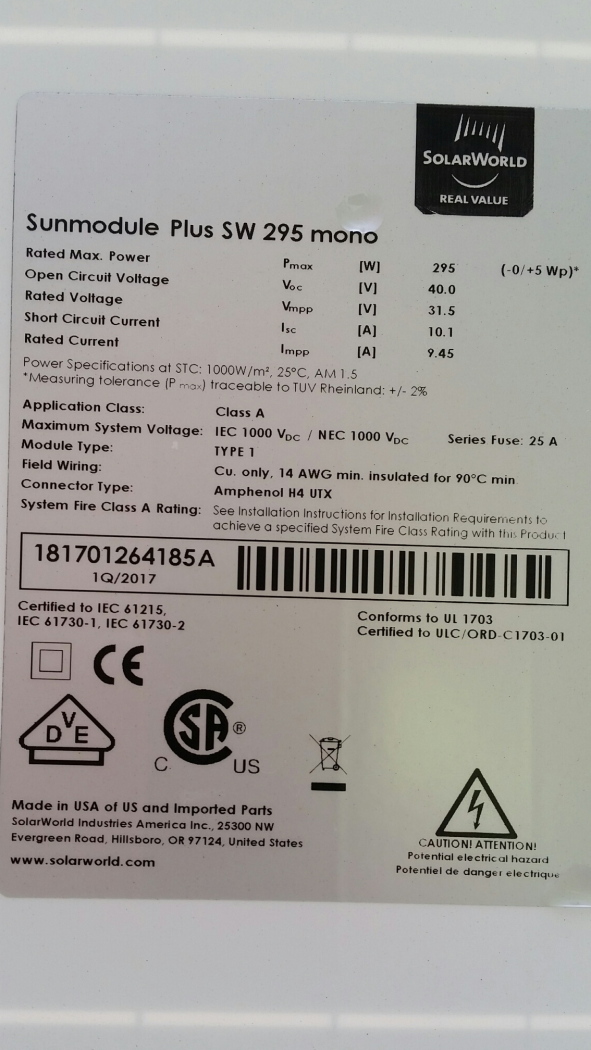 SOLARWORLD
REAL VALUE
Sunmodule Plus SW 295 mono
Rated Max. Power Pmax [W] 295 (-0/+5 Wp)*
Open Circuit Voltage Voc [V] 40.0
Rated Voltage Vmpp [V] 31.5
Short Circuit Current Isc [A] 10.1
Rated Current Impp [A] 9.45
Power Specifications at STC: 1000W/m², 25°C, AM 1.5
*Measuring tolerance (P max) traceable to TUV Rheinland: +/- 2%
Application Class: Class A
Maximum System Voltage: IEC 1000 VDC / NEC 1000 VDC Series Fuse: 25 A
Module Type: TYPE 1
Field Wiring: Cu. only, 14 AWG min. insulated for 90°C min
Connector Type: Amphenol H4 UTX
System Fire Class A Rating: See Installation Instructions for Installation Requirements to
achieve a specified System Fire Class Rating with this Product
181701264185A
1Q/2017
Certified to IEC 61215,
IEC 61730-1, IEC 61730-2
Conforms to UL 1703
Certified to ULC/ORD-C1703-01
CE
DVE
SA ®
C US
Made in USA of US and Imported Parts
SolarWorld Industries America Inc., 25300 NW
Evergreen Road, Hillsboro, OR 97124, United States
www.solarworld.com
CAUTION! ATTENTION!
Potential electrical hazard
Potentiel de danger electrique